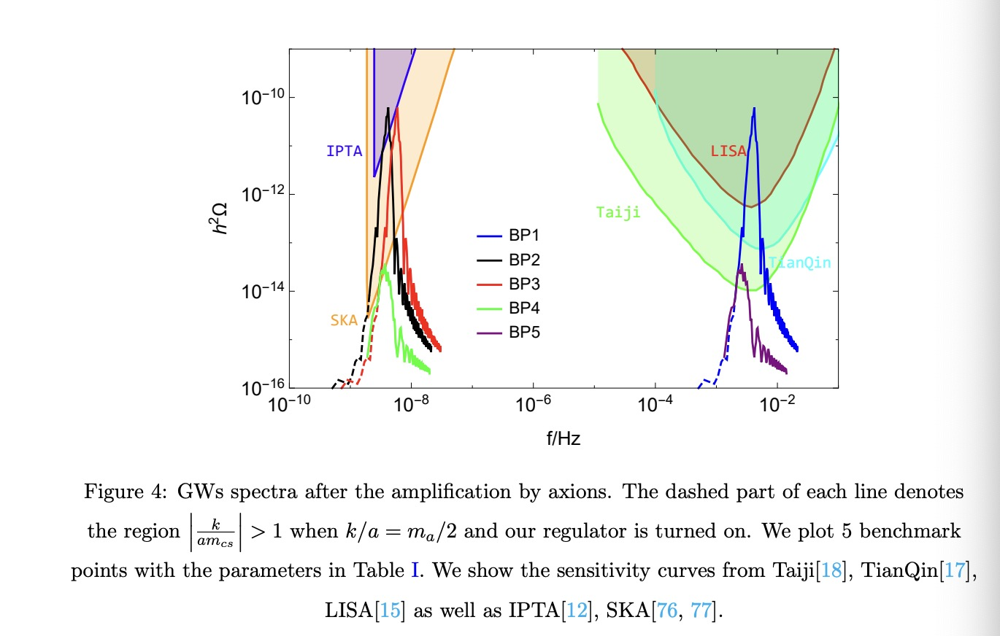 10−10
IPTA
LISA
10−12
Taiji
h2Ω
BP1
BP2
TianQin
BP3
10−14
BP4
SKA
BP5
10−16
10−10
10−8
10−6
10−4
10−2
f/Hz
Figure 4: GWs spectra after the amplification by axions. The dashed part of each line denotes
the region |k/amcs| > 1 when k/a = ma/2 and our regulator is turned on. We plot 5 benchmark
points with the parameters in Table I. We show the sensitivity curves from Taiji[18], TianQin[17],
LISA[15] as well as IPTA[12], SKA[76, 77].